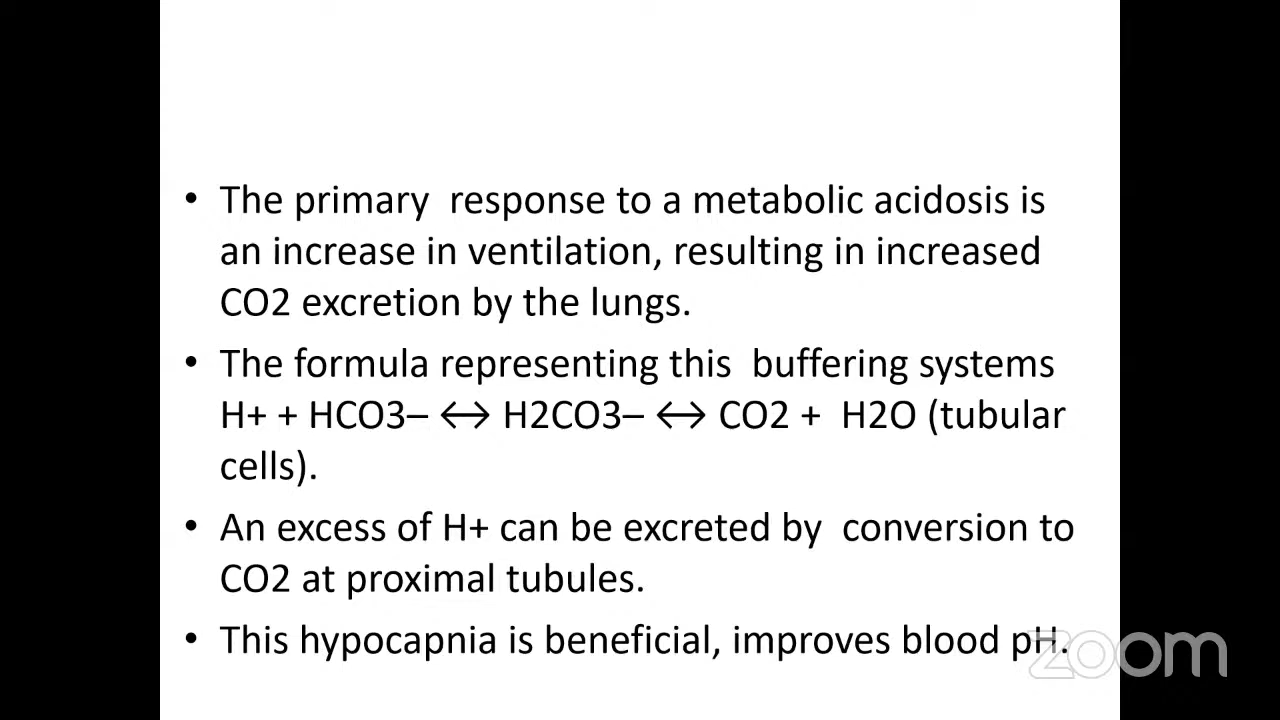 • The primary  response to a metabolic acidosis is
an increase in ventilation, resulting in increased
CO2 excretion by the lungs.
• The formula representing this  buffering systems
H+ + HCO3– ↔ H2CO3– ↔ CO2 +  H2O (tubular
cells).
• An excess of H+ can be excreted by  conversion to
CO2 at proximal tubules.
• This hypocapnia is beneficial, improves blood pH.
zoom